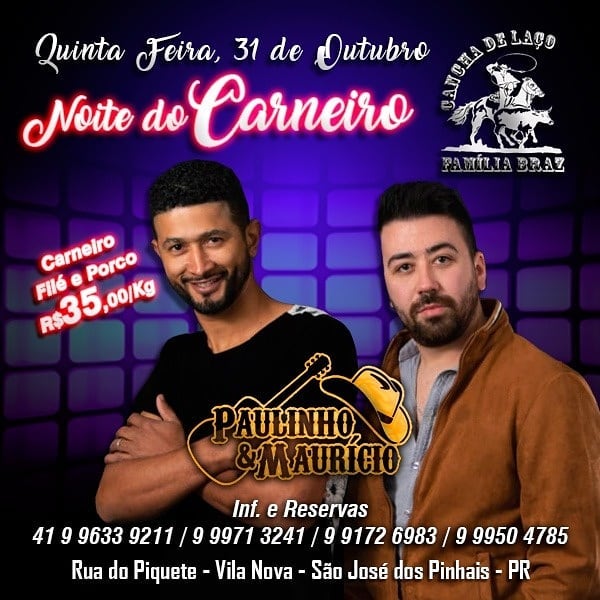 Quinta Feira, 31 de Outubro
Noite do Carneiro
CANCHA DE LAÇO
FAMÍLIA BRAZ
Carneiro
Filé e Porco
R$35,00/Kg
PAULINHO
& MAURÍCIO
Inf. e Reservas
41 9 9633 9211 / 9 9971 3241 / 9 9172 6983 / 9 9950 4785
Rua do Piquete - Vila Nova - São José dos Pinhais - PR